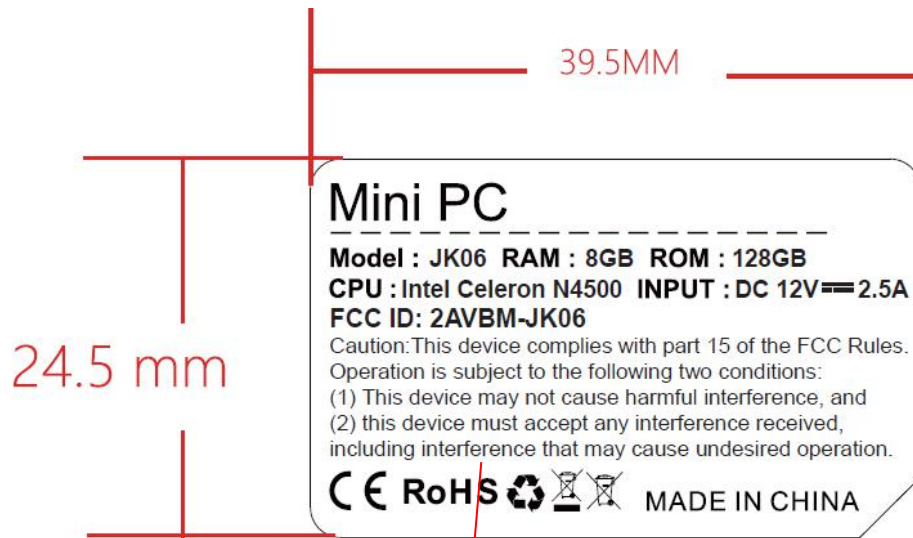 39.5MM
Mini PC
Model : JK06 RAM : 8GB ROM : 128GB
CPU : Intel Celeron N4500 INPUT : DC 12V 2.5A
FCC ID: 2AVBM-JK06
24.5 mm
Caution:This device complies with part 15 of the FCC Rules.
Operation is subject to the following two conditions:
(1) This device may not cause harmful interference, and
(2) this device must accept any interference received,
including interference that may cause undesired operation.
CE RoHS MADE IN CHINA